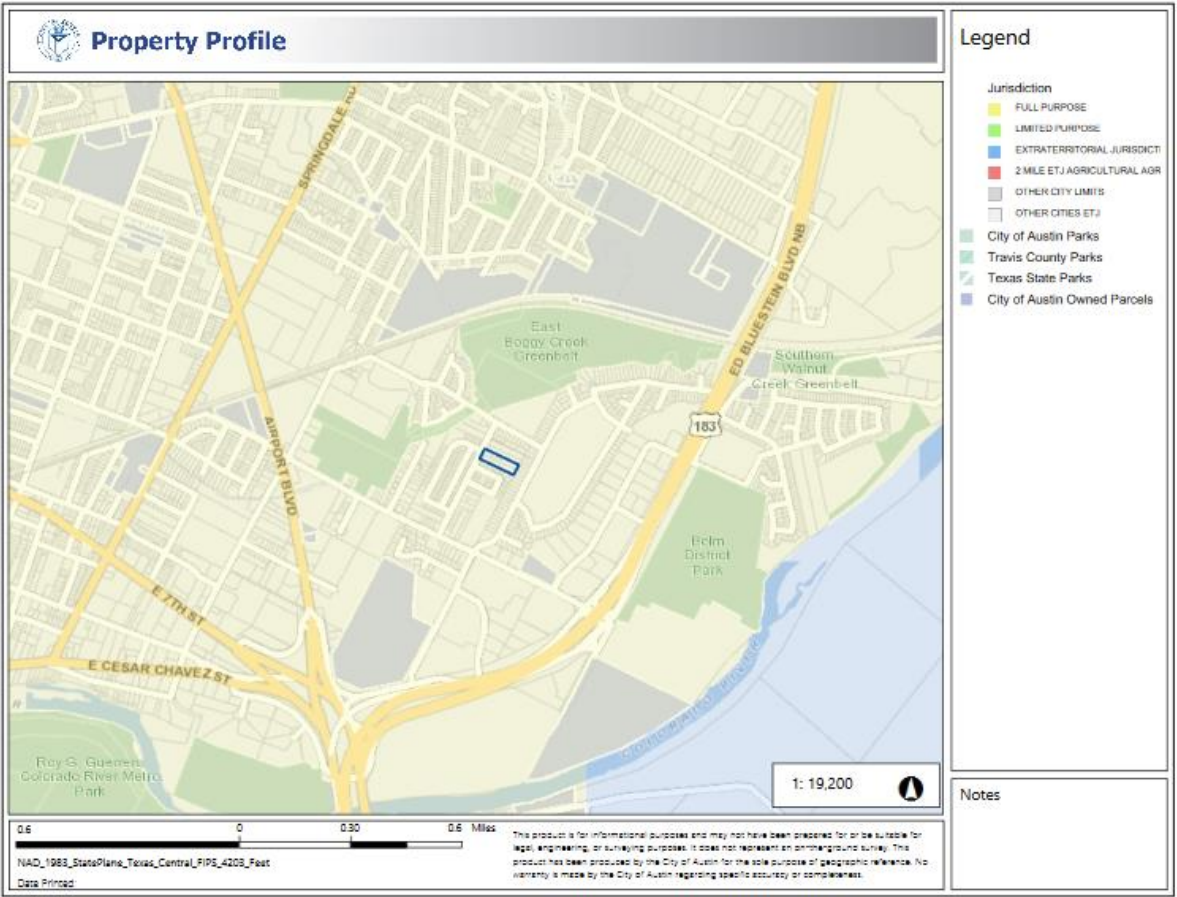 Property Profile
SPRINGDALE RD
ED BLUESTEIN BLVD NB
East
Boggy Creek
Greenbelt
Southern
Walnut
Creek Greenbelt
183
AIRPORT BLVD
Bolm
District
Park
E 7TH ST
E CESAR CHAVEZ ST
COLORADO RIVER
Roy G. Guerrero
Colorado River Metro
Park
1: 19,200
0.6 0 0.30 0.6 Miles
NAD_1983_StatePlane_Texas_Central_FIPS_4203_Feet
Date Printed:
This product is for informational purposes and may not have been prepared for or be suitable for
legal, engineering, or surveying purposes. It does not represent an on-the-ground survey. This
product has been produced by the City of Austin for the sole purpose of geographic reference. No
warranty is made by the City of Austin regarding specific accuracy or completeness.
Legend
Jurisdiction
FULL PURPOSE
LIMITED PURPOSE
EXTRATERRITORIAL JURISDICTI
2 MILE ETJ AGRICULTURAL AGR
OTHER CITY LIMITS
OTHER CITIES ETJ
City of Austin Parks
Travis County Parks
Texas State Parks
City of Austin Owned Parcels
Notes